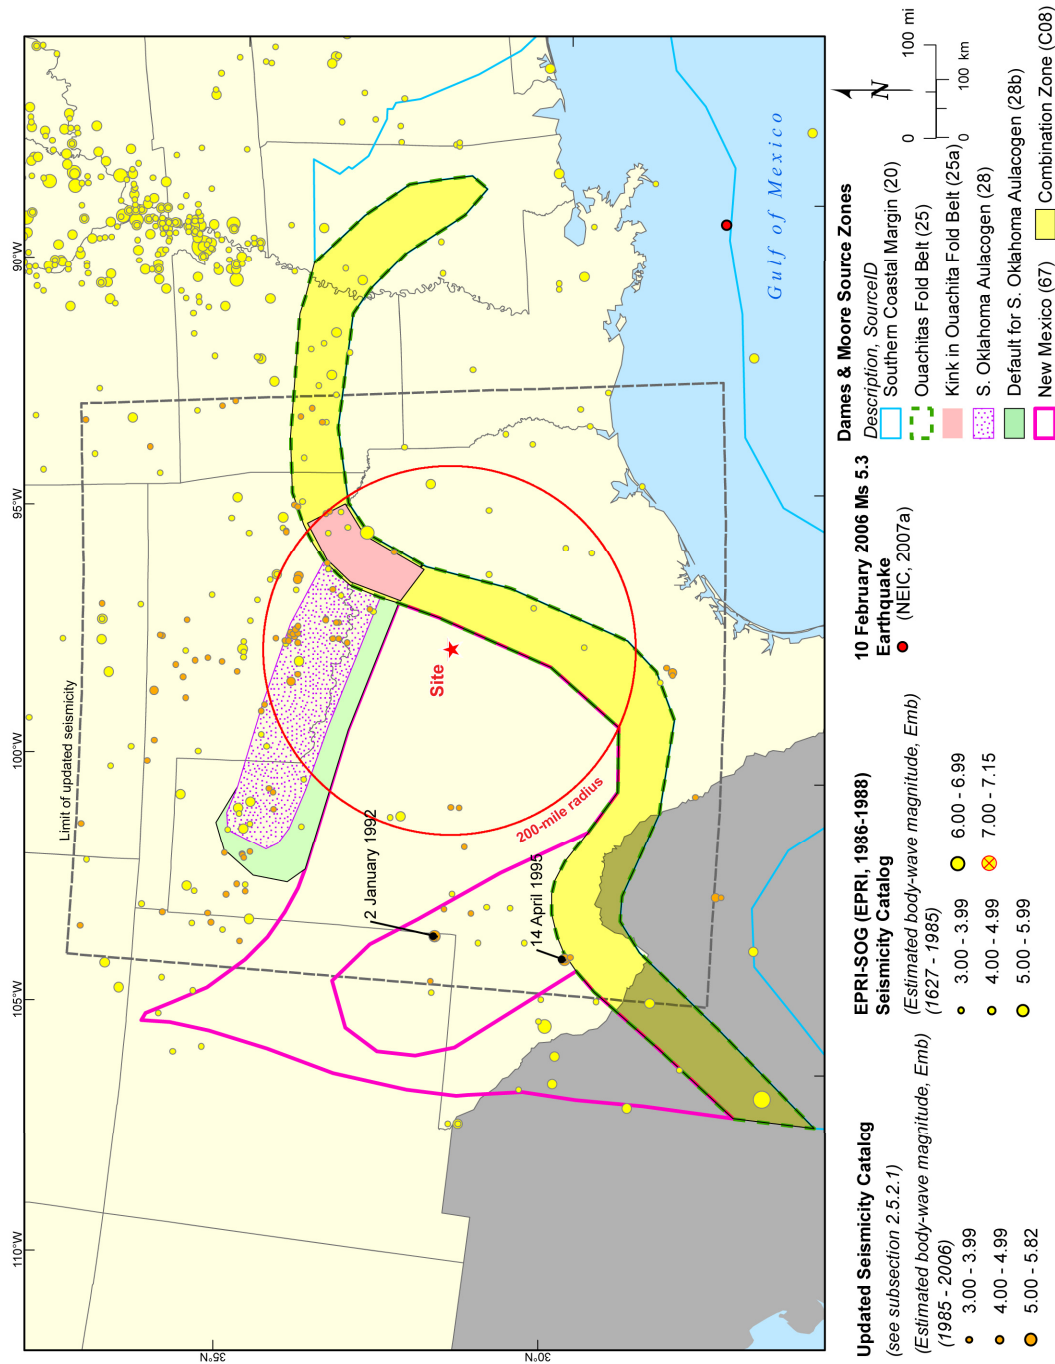 110°W
105°W
100°W
95°W
90°W
35°N
30°N
Limit of updated seismicity
2 January 1992
14 April 1995
Site
200-mile radius
Gulf of Mexico
Updated Seismicity Catalog
(see subsection 2.5.2.1)
(Estimated body-wave magnitude, Emb)
(1985 - 2006)
3.00 - 3.99
4.00 - 4.99
5.00 - 5.82
EPRI-SOG (EPRI, 1986-1988)
Seismicity Catalog
(Estimated body-wave magnitude, Emb)
(1627 - 1985)
3.00 - 3.99
4.00 - 4.99
5.00 - 5.99
6.00 - 6.99
7.00 - 7.15
10 February 2006 Ms 5.3
Earthquake
(NEIC, 2007a)
Dames & Moore Source Zones
Description, SourceID
Southern Coastal Margin (20)
Ouachitas Fold Belt (25)
Kink in Ouachita Fold Belt (25a)
S. Oklahoma Aulacogen (28)
Default for S. Oklahoma Aulacogen (28b)
New Mexico (67)
Combination Zone (C08)
N
0 100 mi
0 100 km